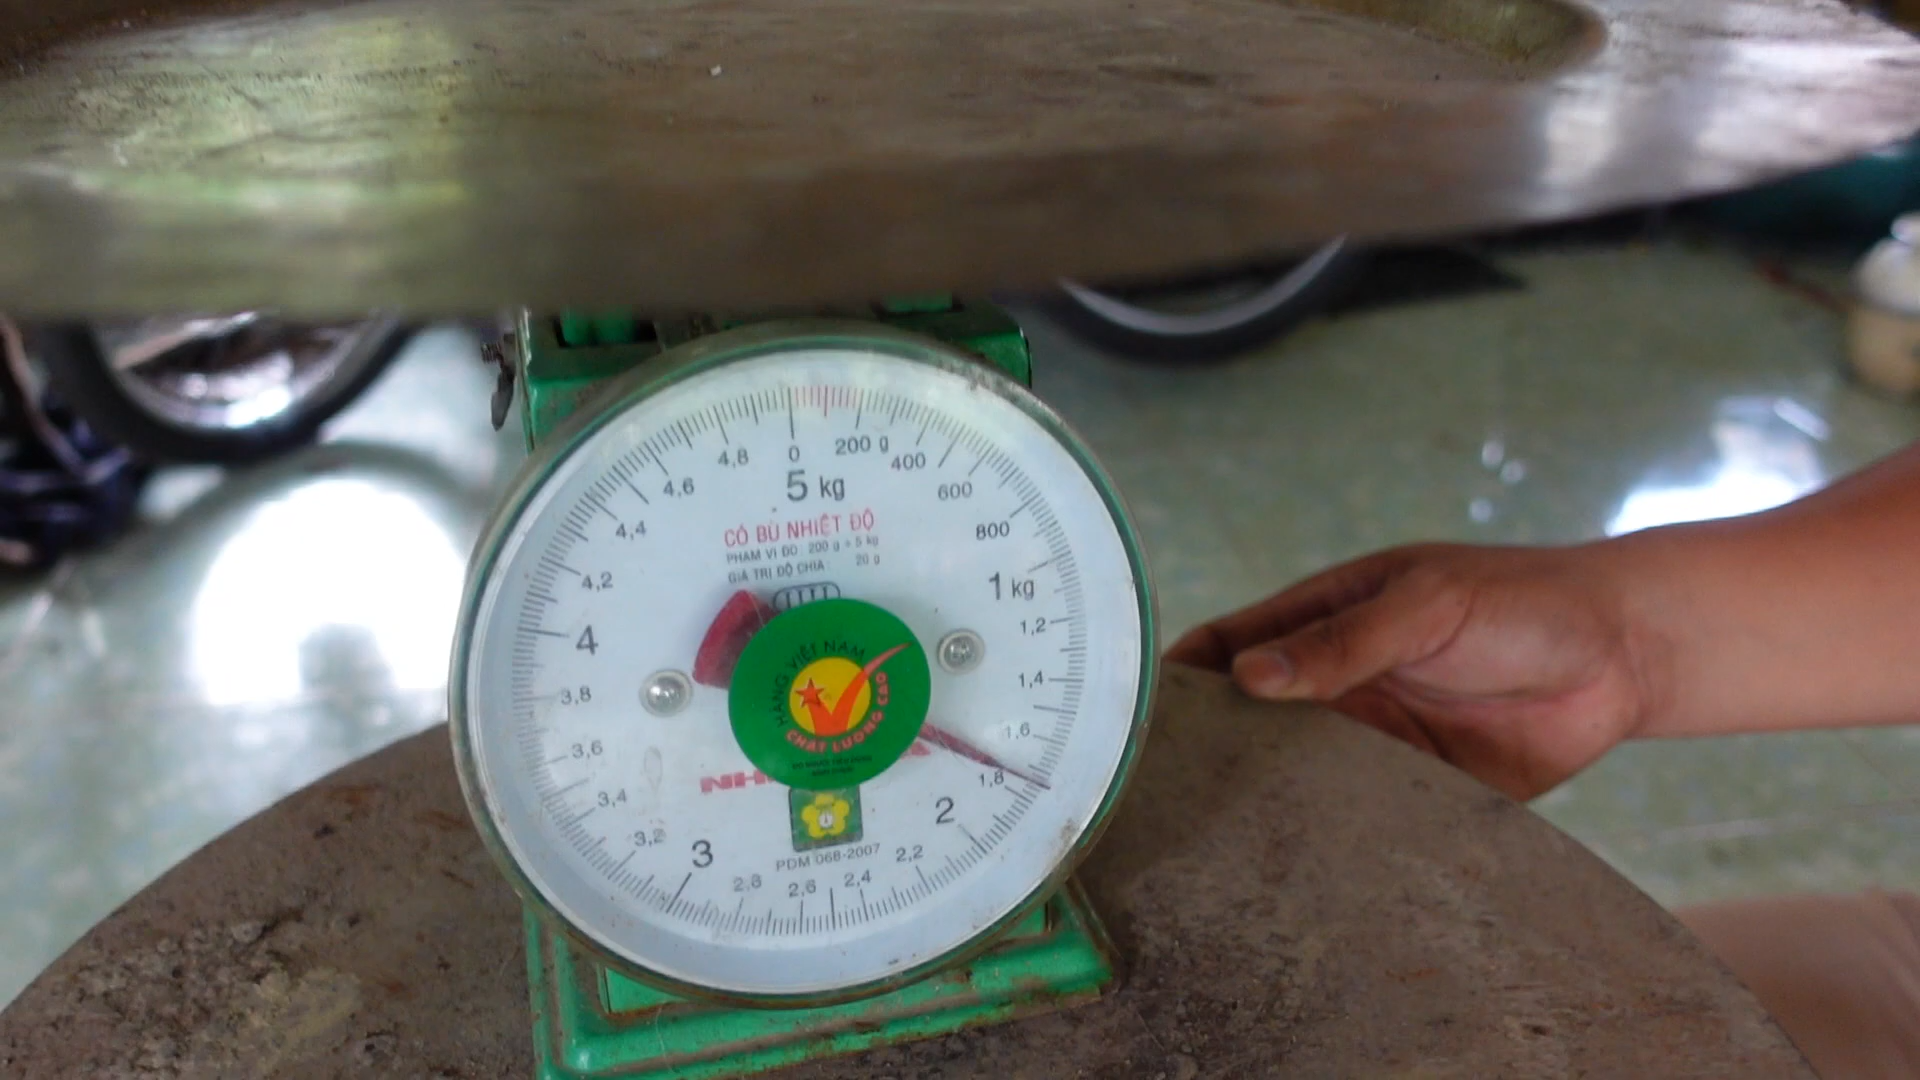 0
200 g
400
600
800
1 kg
1,2
1,4
1,6
1,8
2
2,2
2,4
2,6
2,8
3
3,2
3,4
3,6
3,8
4
4,2
4,4
4,6
4,8
5 kg
CÓ BÙ NHIỆT ĐỘ
PHẠM VI ĐO : 200 g ÷ 5 kg
GIÁ TRỊ ĐỘ CHIA : 20 g
HÀNG VIỆT NAM
CHẤT LƯỢNG CAO
NH
PDM 068-2007